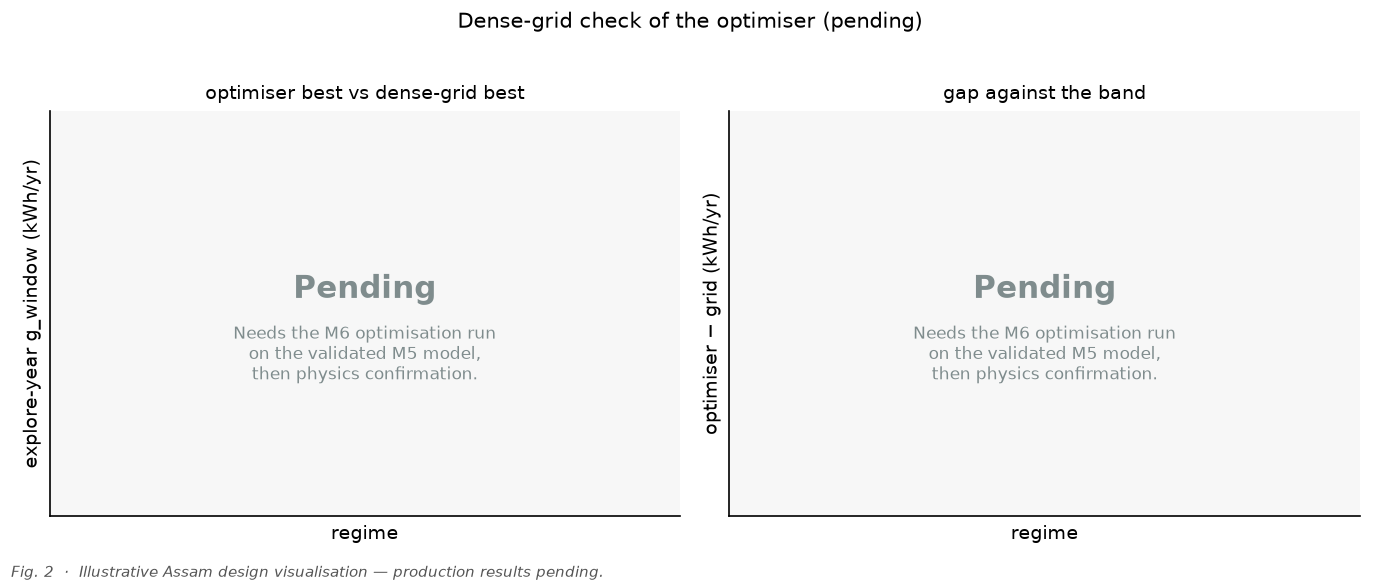 Dense-grid check of the optimiser (pending)
optimiser best vs dense-grid best
explore-year g_window (kWh/yr)
Pending
Needs the M6 optimisation run
on the validated M5 model,
then physics confirmation.
regime
gap against the band
optimiser − grid (kWh/yr)
Pending
Needs the M6 optimisation run
on the validated M5 model,
then physics confirmation.
regime
Fig. 2 · Illustrative Assam design visualisation — production results pending.